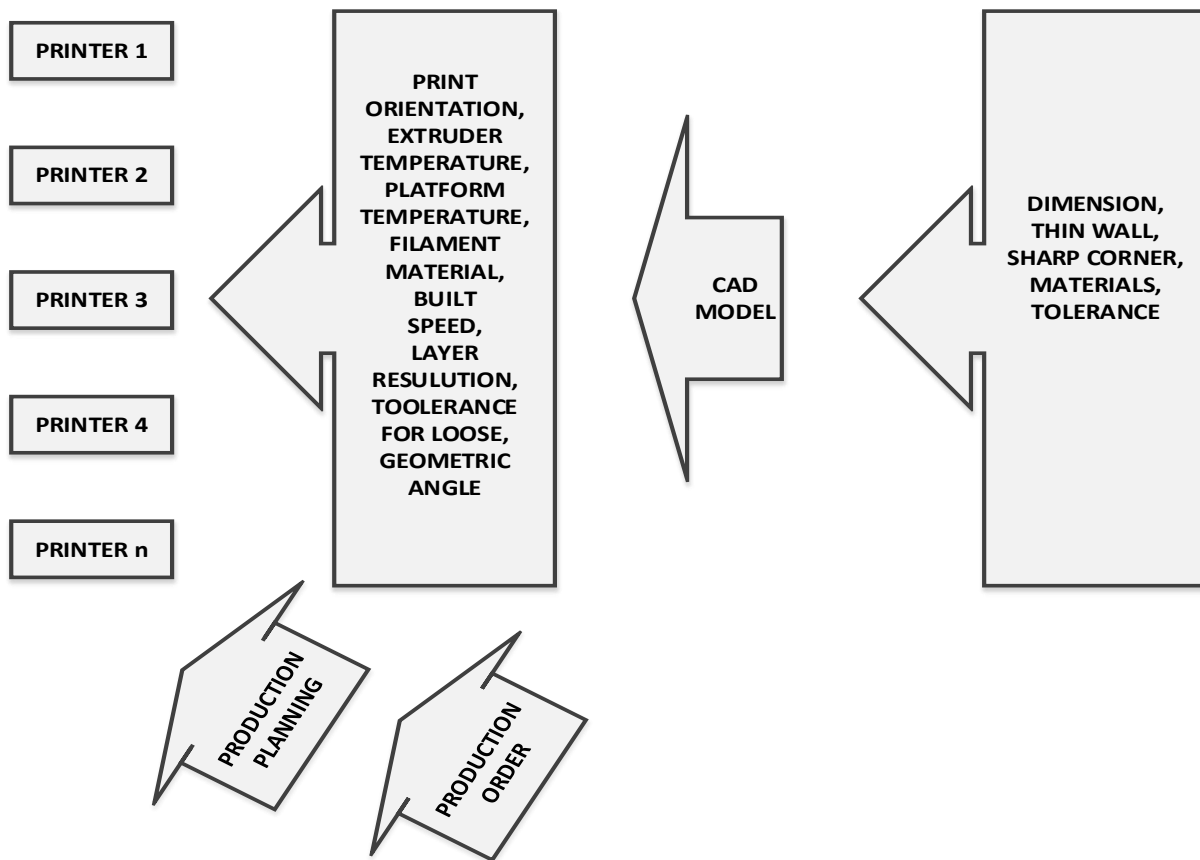 PRINTER 1
PRINTER 2
PRINTER 3
PRINTER 4
PRINTER n
PRINT
ORIENTATION,
EXTRUDER
TEMPERATURE,
PLATFORM
TEMPERATURE,
FILAMENT
MATERIAL,
BUILT
SPEED,
LAYER
RESULUTION,
TOOLERANCE
FOR LOOSE,
GEOMETRIC
ANGLE
CAD
MODEL
DIMENSION,
THIN WALL,
SHARP CORNER,
MATERIALS,
TOLERANCE
PRODUCTION
PLANNING
PRODUCTION
ORDER